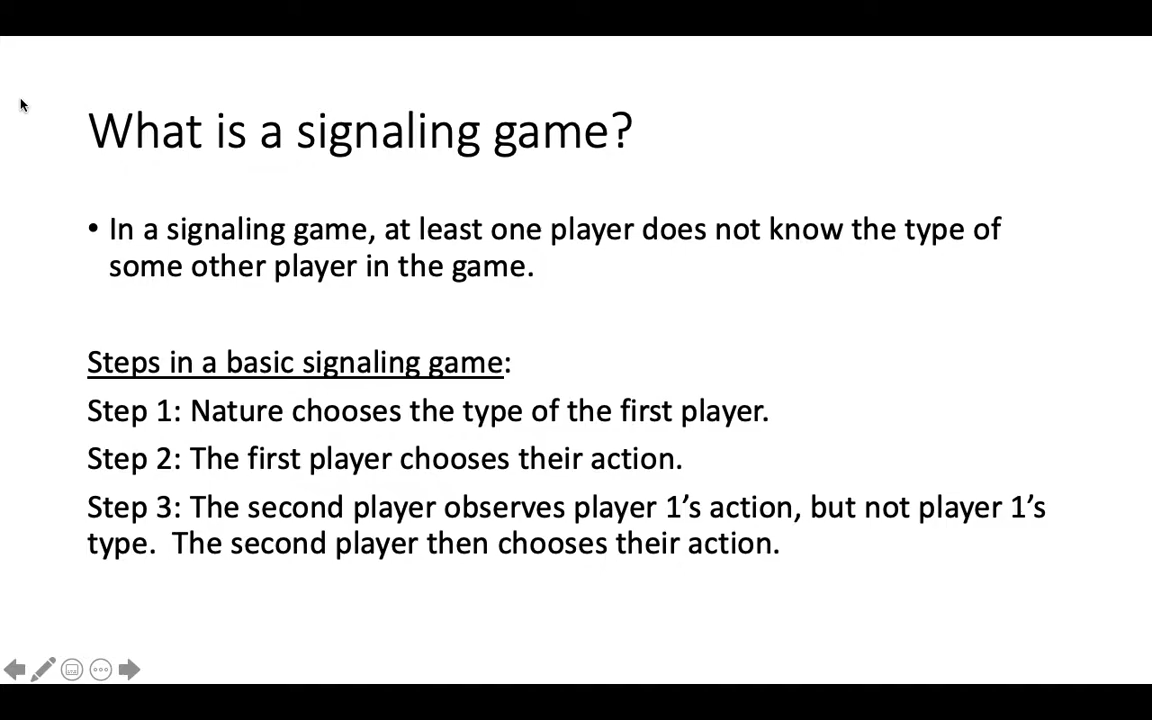 What is a signaling game?
• In a signaling game, at least one player does not know the type of
some other player in the game.
Steps in a basic signaling game:
Step 1: Nature chooses the type of the first player.
Step 2: The first player chooses their action.
Step 3: The second player observes player 1’s action, but not player 1’s
type.  The second player then chooses their action.